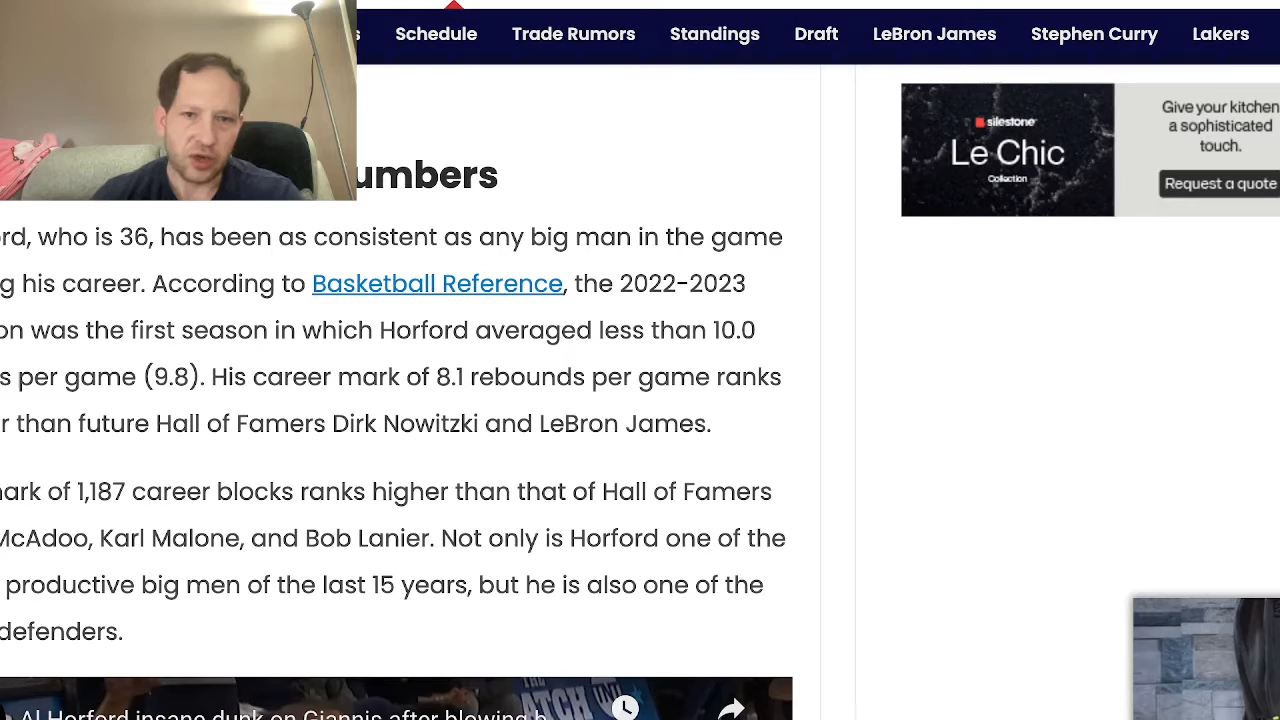 Schedule Trade Rumors Standings Draft LeBron James Stephen Curry Lakers
silestone
Le Chic
Collection
Give your kitchen
a sophisticated
touch.
Request a quote
umbers
ord, who is 36, has been as consistent as any big man in the game
g his career. According to Basketball Reference, the 2022-2023
on was the first season in which Horford averaged less than 10.0
s per game (9.8). His career mark of 8.1 rebounds per game ranks
r than future Hall of Famers Dirk Nowitzki and LeBron James.
mark of 1,187 career blocks ranks higher than that of Hall of Famers
McAdoo, Karl Malone, and Bob Lanier. Not only is Horford one of the
productive big men of the last 15 years, but he is also one of the
defenders.
Al Horford insane dunk on Giannis after blowing b